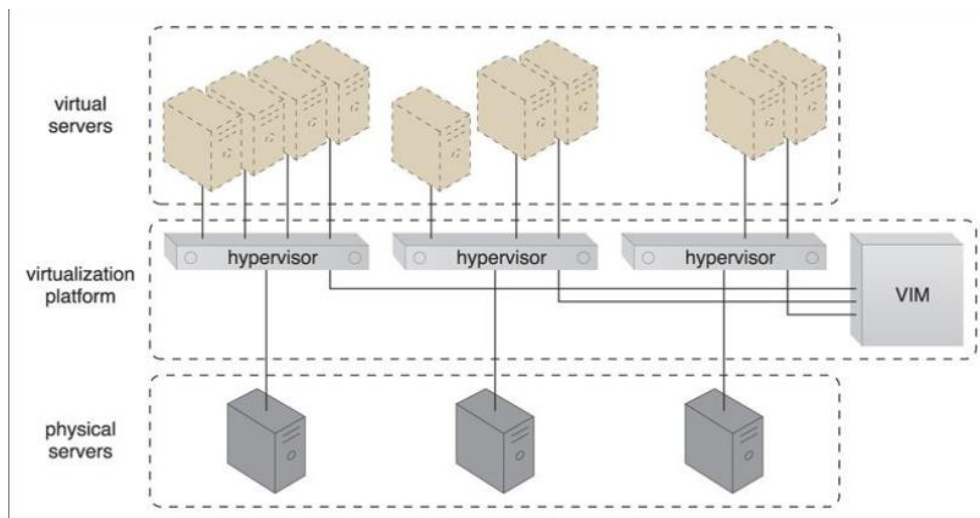 virtual
servers
hypervisor
hypervisor
hypervisor
virtualization
platform
VIM
physical
servers